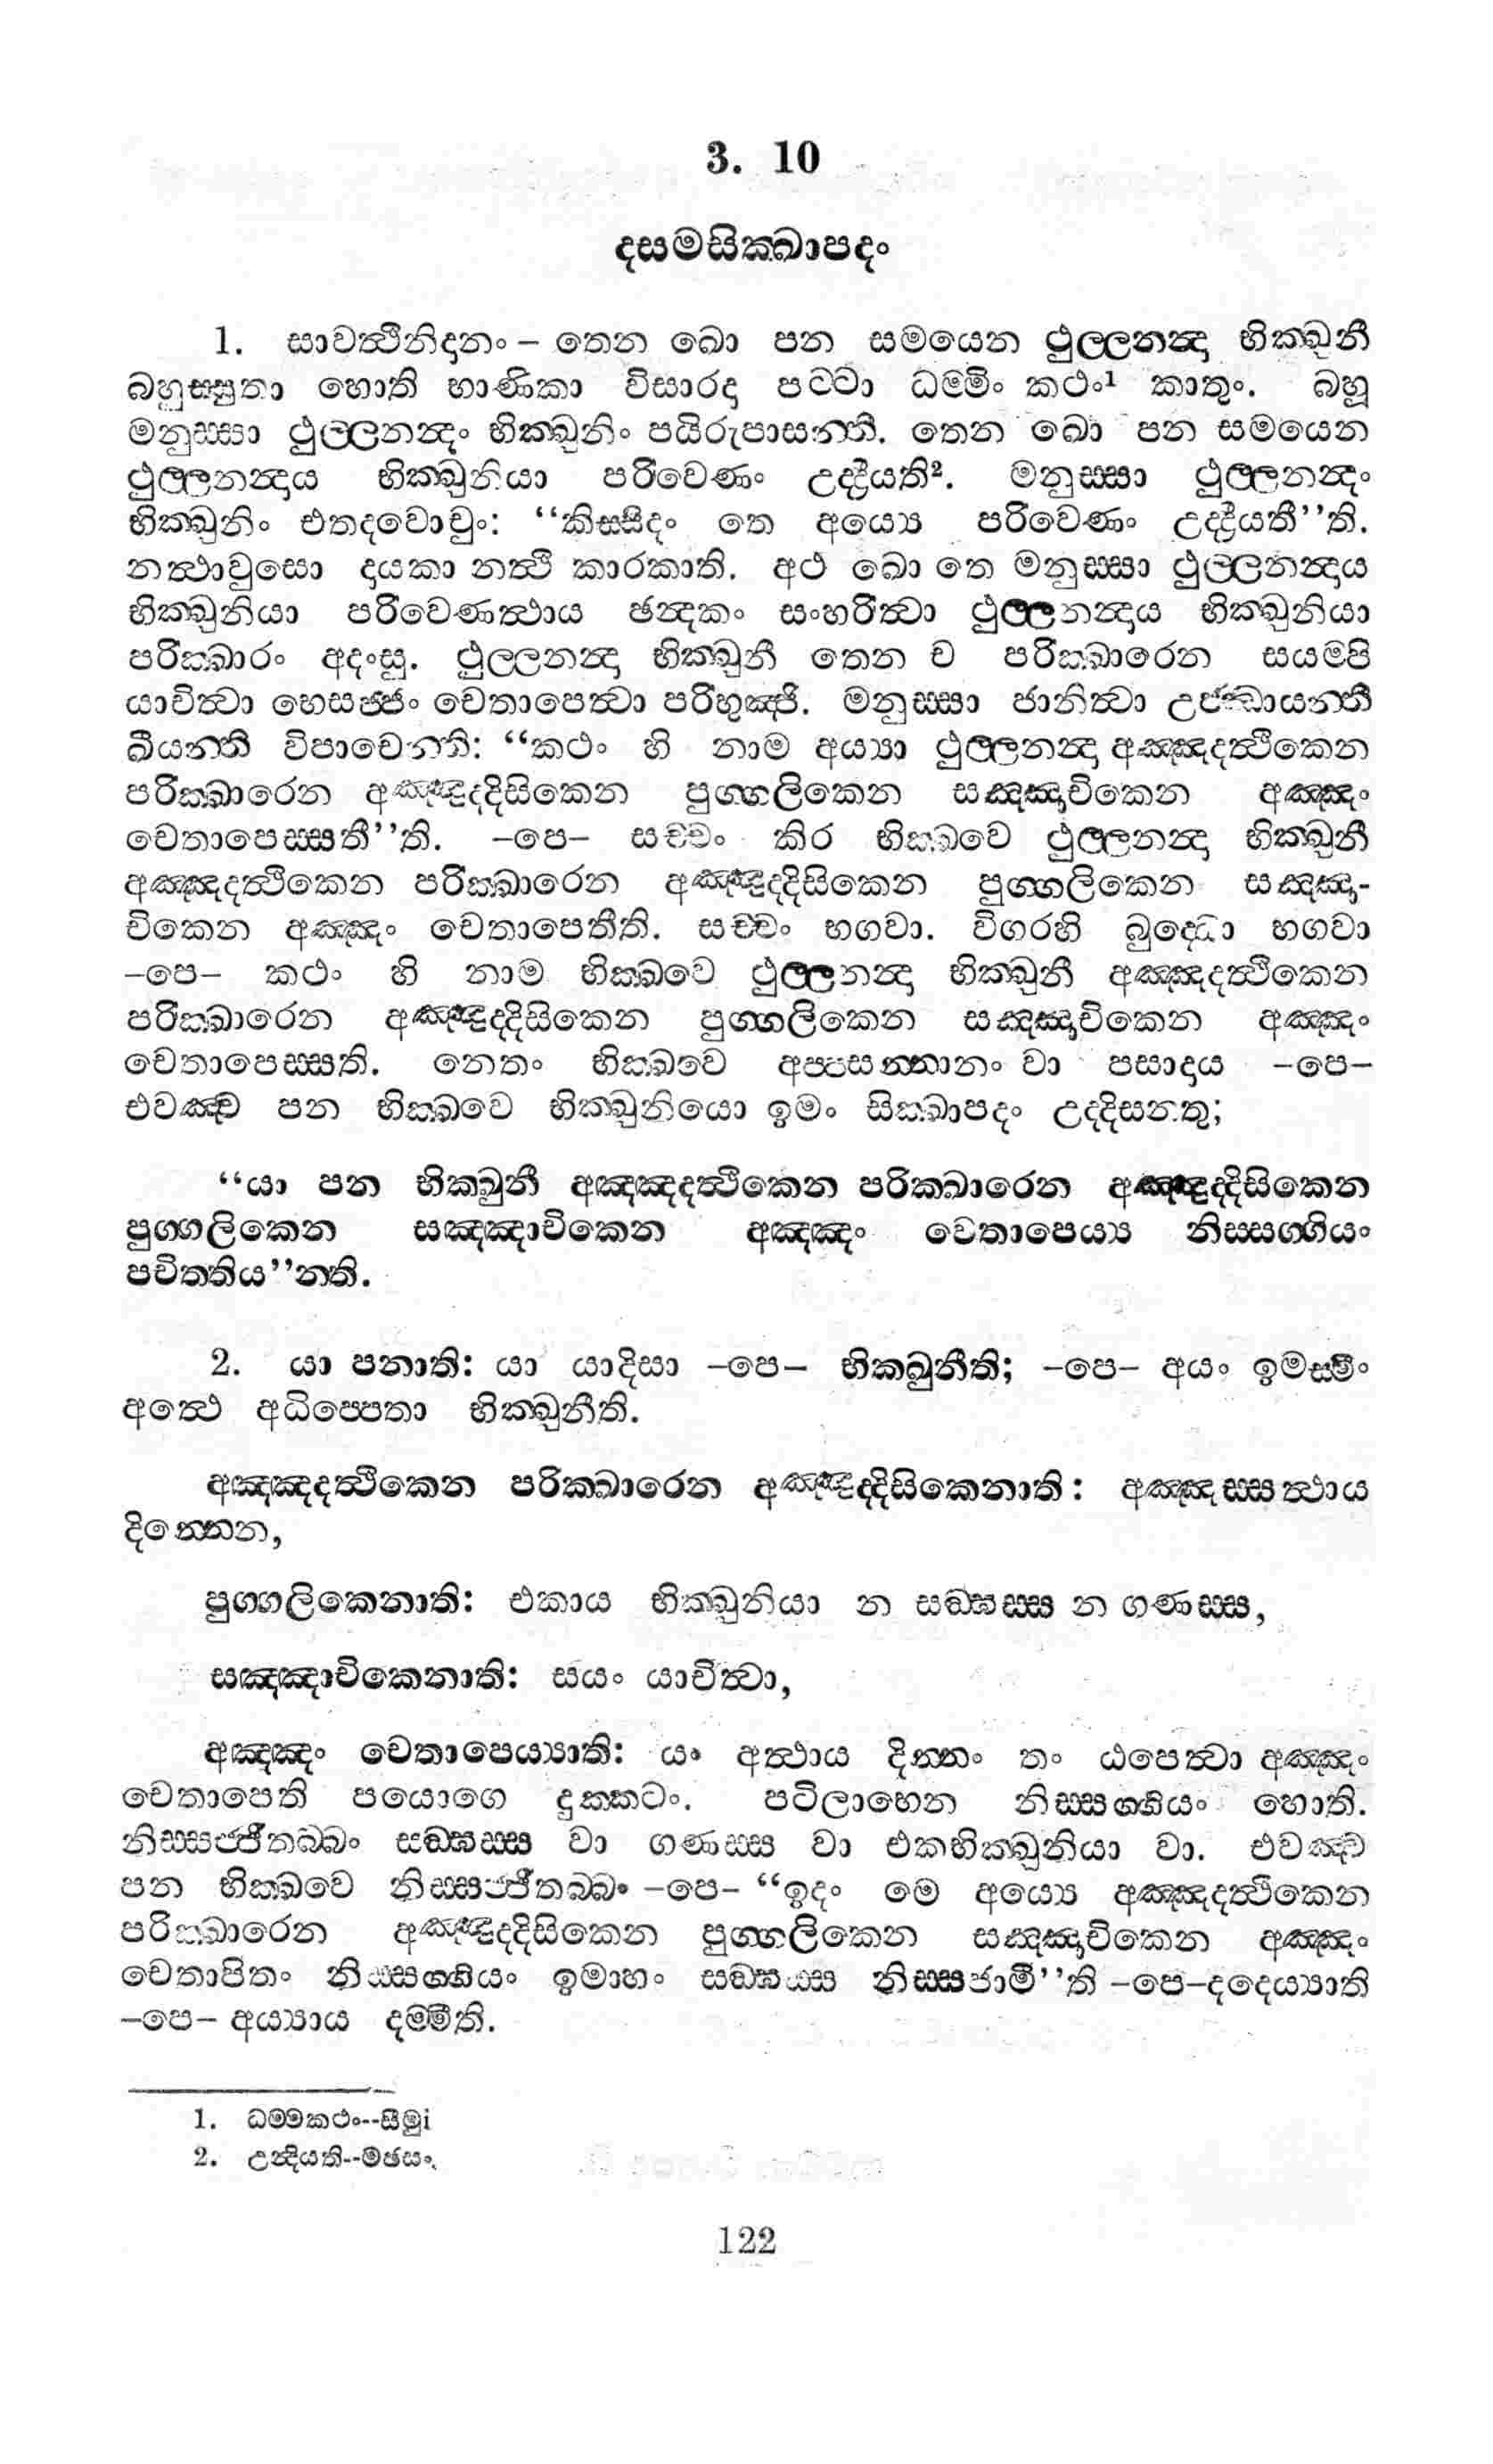 3. 10
දසමසික්ඛාපදං
1. සාවත්ථිනිදානං – තෙන ඛො පන සමයෙන ථුල්ලනන්දා භික්ඛුනී
බහුස්සුතා හොති භාණිකා විසාරදා පට්ටා ධම්මිං කථං¹ කාතුං. බහූ
මනුස්සා ථුල්ලනන්දං භික්ඛුනිං පයිරුපාසන්ති. තෙන ඛො පන සමයෙන
ථුල්ලනන්දාය භික්ඛුනියා පරිවෙණං උද්ද්‍රීයති². මනුස්සා ථුල්ලනන්දං
භික්ඛුනිං එතදවොචුං: “කිස්සිදං තෙ අය්‍යෙ පරිවෙණං උද්ද්‍රීයතී”ති.
නත්ථාවුසො දායකා නත්ථි කාරකාති. අථ ඛො තෙ මනුස්සා ථුල්ලනන්දාය
භික්ඛුනියා පරිවෙණත්ථාය ඡන්දකං සංහරිත්වා ථුල්ලනන්දාය භික්ඛුනියා
පරික්ඛාරං අදංසු. ථුල්ලනන්දා භික්ඛුනී තෙන ච පරික්ඛාරෙන සයම්පි
යාචිත්වා භෙසජ්ජං චෙතාපෙත්වා පරිභුඤ්ජි. මනුස්සා ජානිත්වා උජ්ඣායන්ති
ඛීයන්ති විපාචෙන්ති: “කථං හි නාම අය්‍යා ථුල්ලනන්දා අඤ්ඤදත්ථිකෙන
පරික්ඛාරෙන අඤ්ඤුද්දිසිකෙන පුග්ගලිකෙන සඤ්ඤාචිකෙන අඤ්ඤං
චෙතාපෙස්සතී”ති. –පෙ– සච්චං කිර භික්ඛවෙ ථුල්ලනන්දා භික්ඛුනී
අඤ්ඤදත්ථිකෙන පරික්ඛාරෙන අඤ්ඤුද්දිසිකෙන පුග්ගලිකෙන සඤ්ඤා-
චිකෙන අඤ්ඤං චෙතාපෙතීති. සච්චං භගවා. විගරහි බුද්ධො භගවා
–පෙ– කථං හි නාම භික්ඛවෙ ථුල්ලනන්දා භික්ඛුනී අඤ්ඤදත්ථිකෙන
පරික්ඛාරෙන අඤ්ඤුද්දිසිකෙන පුග්ගලිකෙන සඤ්ඤාචිකෙන අඤ්ඤං
චෙතාපෙස්සති. නෙතං භික්ඛවෙ අප්පසන්නානං වා පසාදාය –පෙ–
එවඤ්ච පන භික්ඛවෙ භික්ඛුනියො ඉමං සික්ඛාපදං උද්දිසන්තු;
“යා පන භික්ඛුනී අඤ්ඤදත්ථිකෙන පරික්ඛාරෙන අඤ්ඤුද්දිසිකෙන
පුග්ගලිකෙන සඤ්ඤාචිකෙන අඤ්ඤං චෙතාපෙය්‍ය නිස්සග්ගියං
පචිත්තිය”න්ති.
2. යා පනාති: යා යාදිසා –පෙ– භික්ඛුනීති; –පෙ– අයං ඉමස්මිං
අත්ථෙ අධිප්පෙතා භික්ඛුනීති.
අඤ්ඤදත්ථිකෙන පරික්ඛාරෙන අඤ්ඤුද්දිසිකෙනාති: අඤ්ඤස්සත්ථාය
දින්නෙන,
පුග්ගලිකෙනාති: එකාය භික්ඛුනියා න සඞ්ඝස්ස න ගණස්ස,
සඤ්ඤාචිකෙනාති: සයං යාචිත්වා,
අඤ්ඤං චෙතාපෙය්‍යාති: යං අත්ථාය දින්නං තං ඨපෙත්වා අඤ්ඤං
චෙතාපෙති පයොගෙ දුක්කටං. පටිලාභෙන නිස්සග්ගියං හොති.
නිස්සජ්ජිතබ්බං සඞ්ඝස්ස වා ගණස්ස වා එකභික්ඛුනියා වා. එවඤ්ච
පන භික්ඛවෙ නිස්සජ්ජිතබ්බං –පෙ– “ඉදං මෙ අය්‍යෙ අඤ්ඤදත්ථිකෙන
පරික්ඛාරෙන අඤ්ඤුද්දිසිකෙන පුග්ගලිකෙන සඤ්ඤාචිකෙන අඤ්ඤං
චෙතාපිතං නිස්සග්ගියං ඉමාහං සඞ්ඝස්ස නිස්සජාමී”ති –පෙ–දදෙය්‍යාති
–පෙ– අය්‍යාය දම්මීති.
1. ධම්මකථං--සීමුi
2. උන්ද්‍රියති--මඡසං.
122